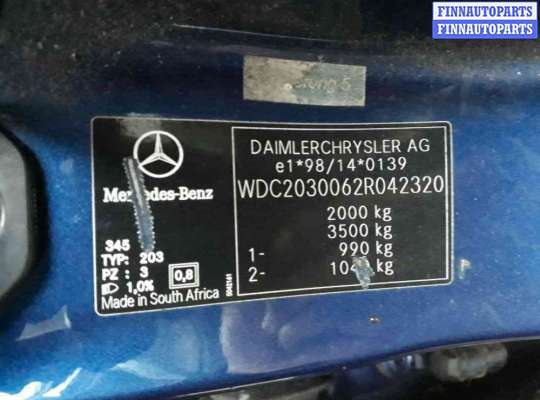 FINNAUTOPARTS
FINNAUTOPARTS
DAIMLERCHRYSLER AG
e1*98/14*0139
WDC2030062R042320
2000 kg
3500 kg
1- 990 kg
2- kg
Mercedes-Benz
345
TYP: 203
PZ : 3
1,0% 0,8
Made in South Africa